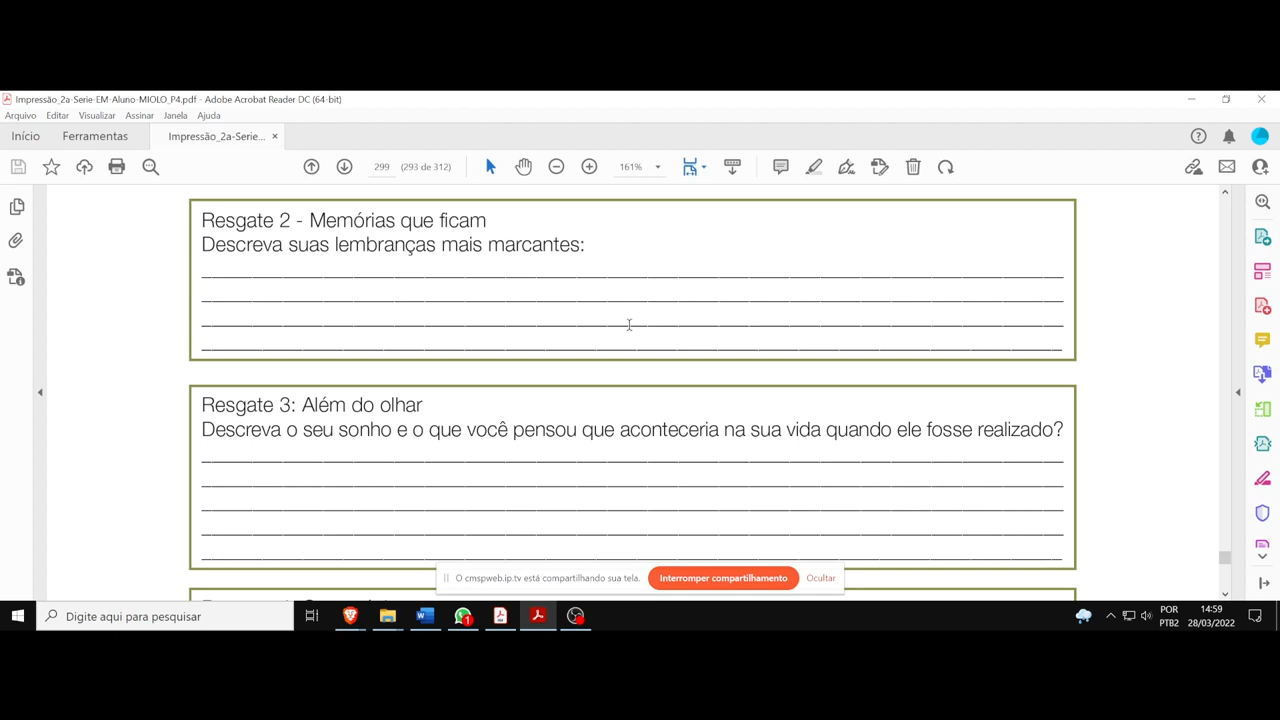 Impressão_2a-Serie-EM-Aluno-MIOLO_P4.pdf - Adobe Acrobat Reader DC (64-bit)
Arquivo Editar Visualizar Assinar Janela Ajuda
Início Ferramentas Impressão_2a-Serie... ×
299 (293 de 312) 161%
Resgate 2 - Memórias que ficam
Descreva suas lembranças mais marcantes:
Resgate 3: Além do olhar
Descreva o seu sonho e o que você pensou que aconteceria na sua vida quando ele fosse realizado?
O cmspweb.ip.tv está compartilhando sua tela. Interromper compartilhamento Ocultar
Digite aqui para pesquisar
1
POR 14:59
PTB2 28/03/2022